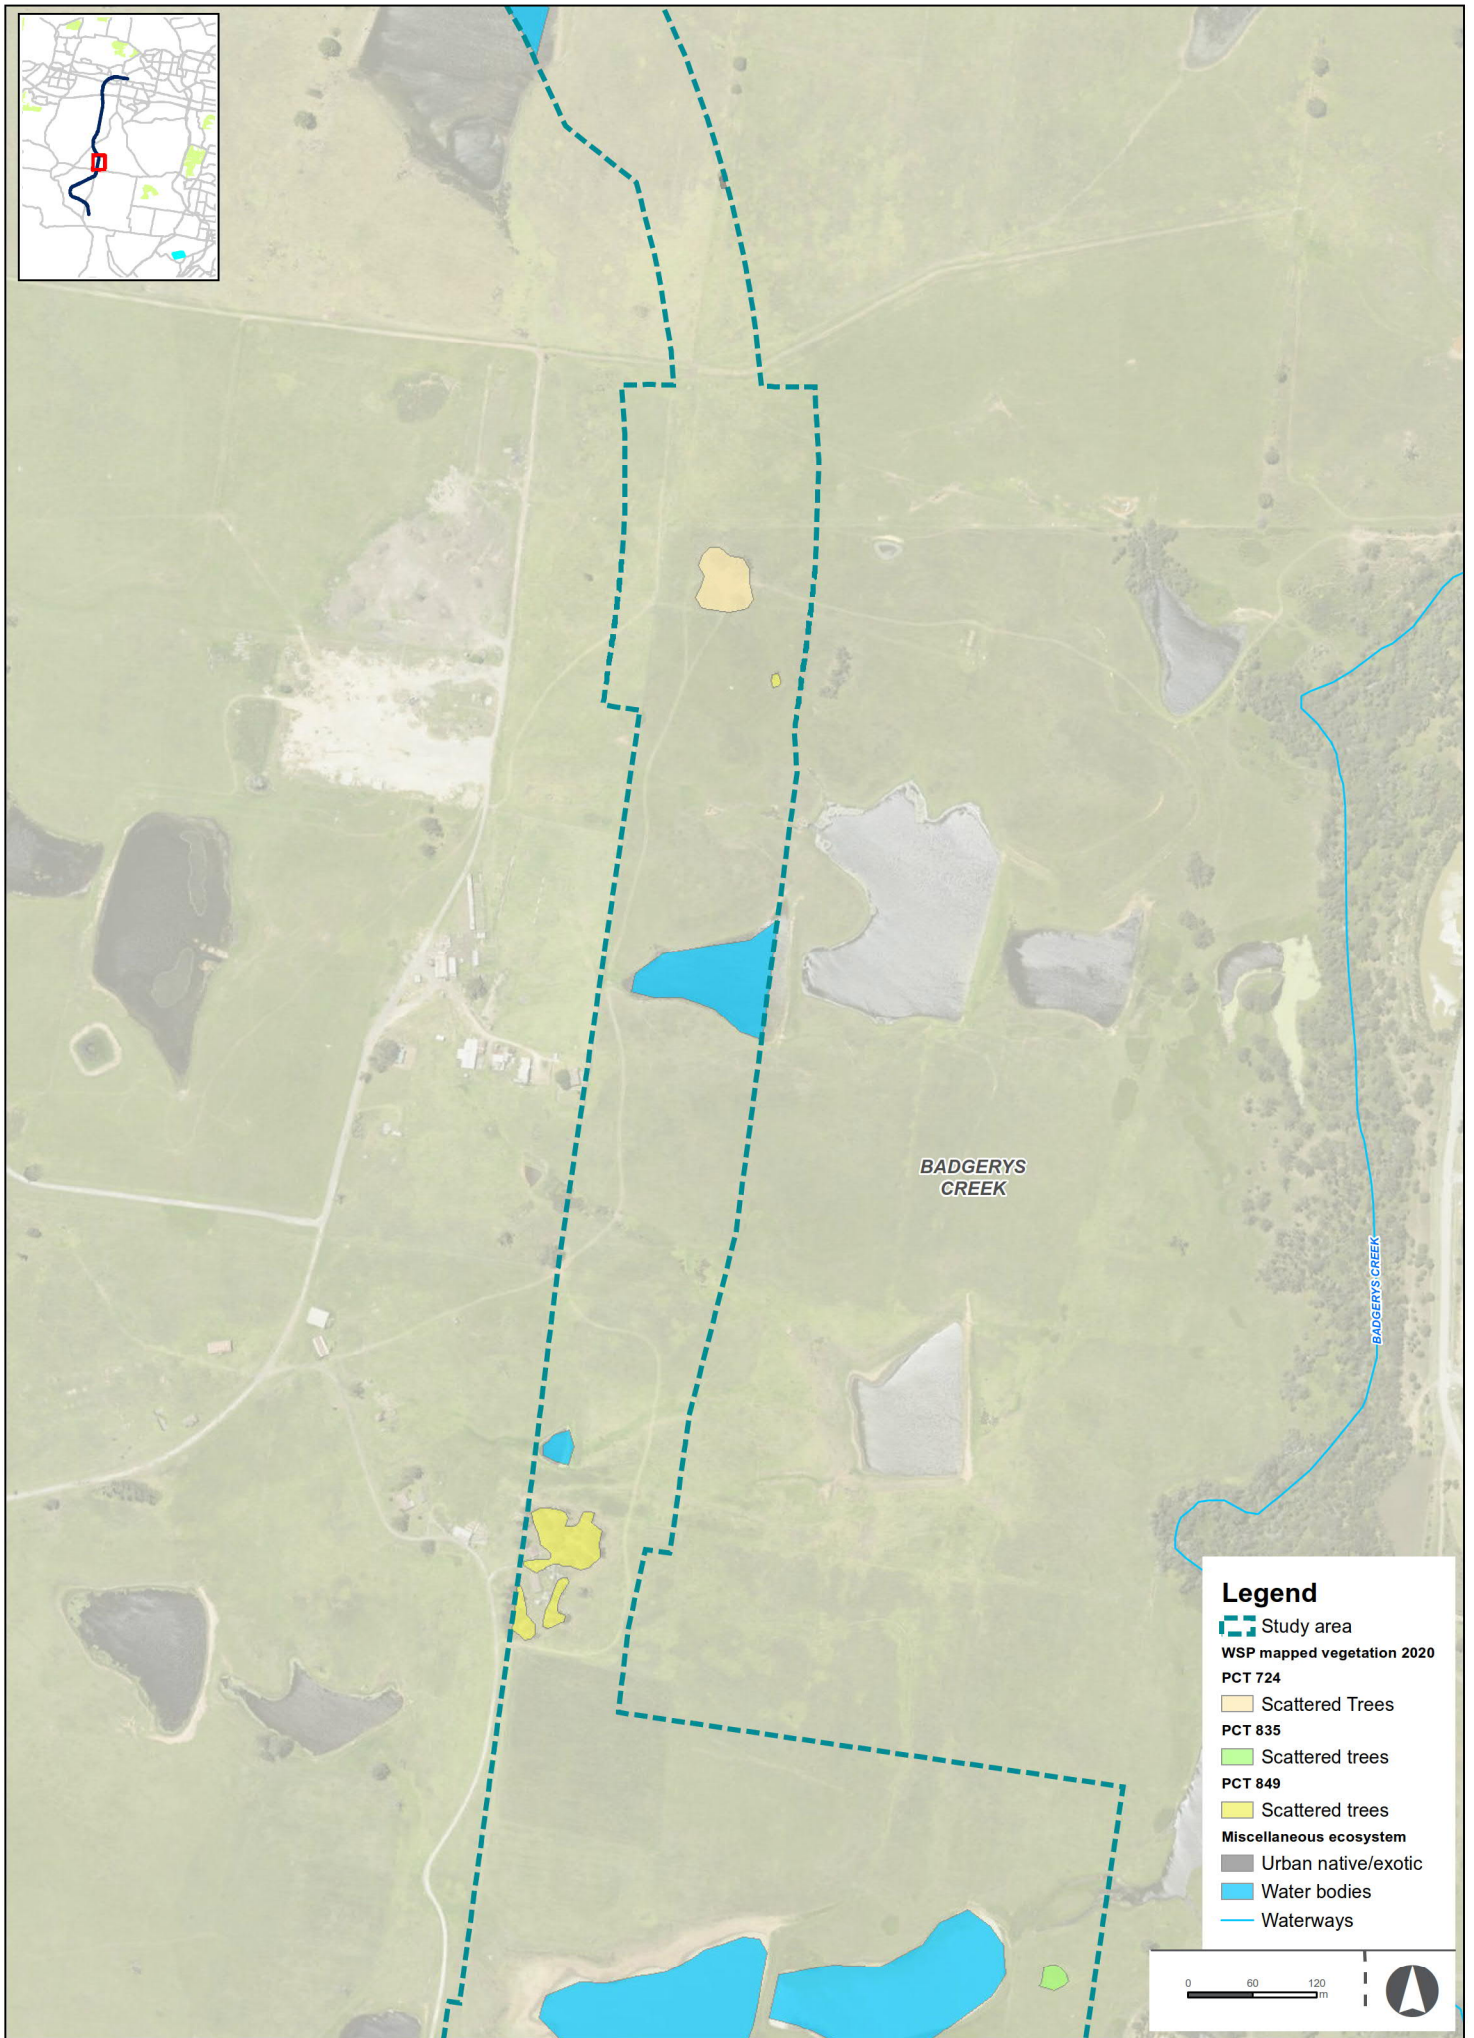 BADGERYS
CREEK
BADGERYS CREEK
Legend
Study area
WSP mapped vegetation 2020
PCT 724
Scattered Trees
PCT 835
Scattered trees
PCT 849
Scattered trees
Miscellaneous ecosystem
Urban native/exotic
Water bodies
Waterways
0 60 120
m